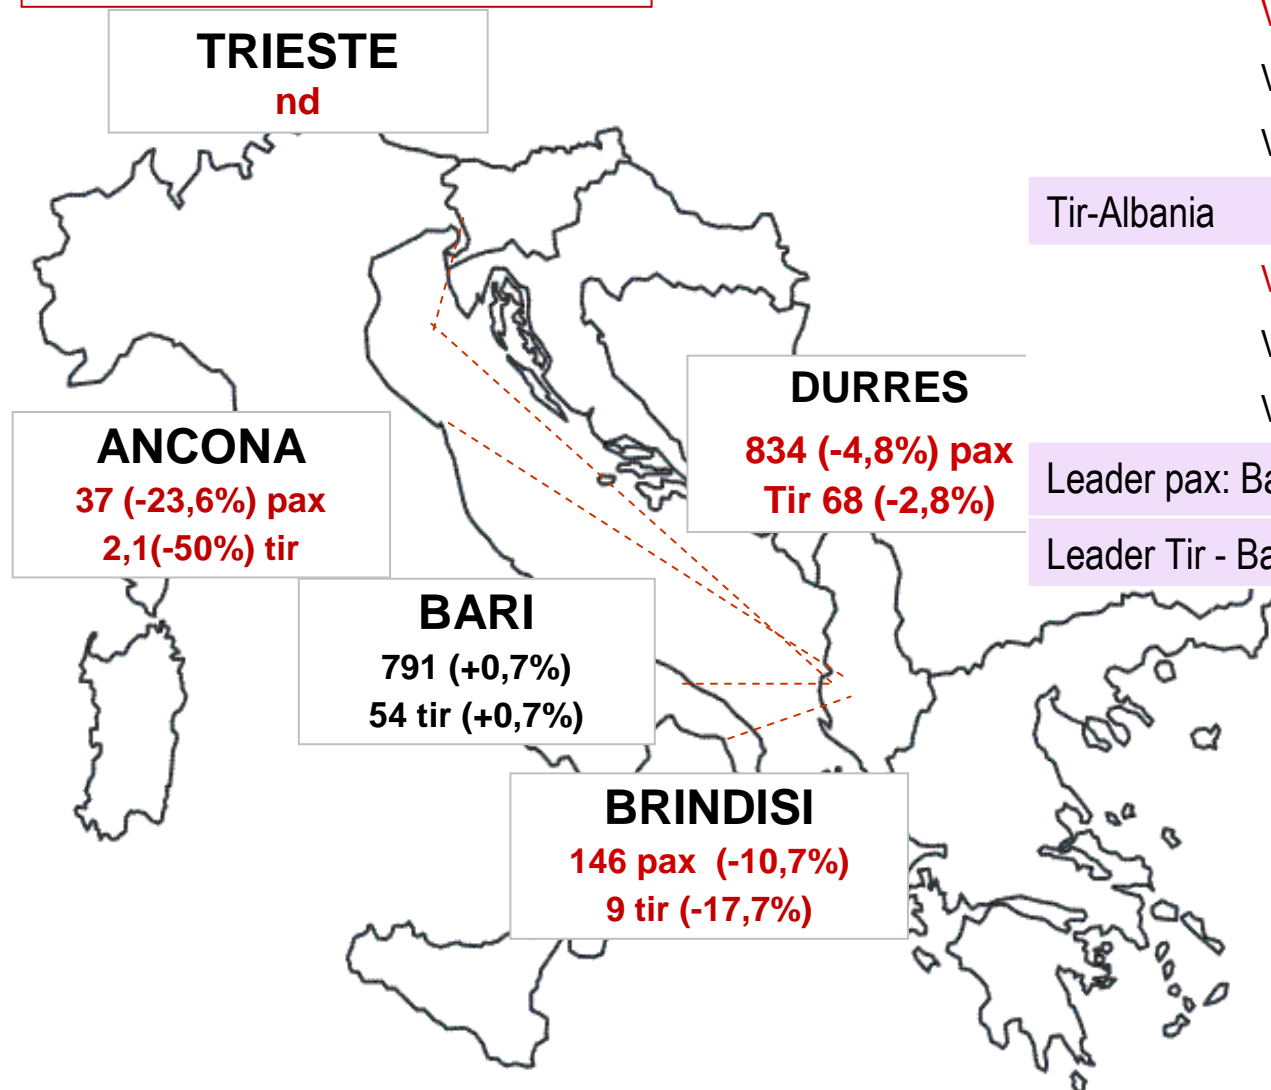 TRIESTE
nd
Tir-Albania
DURRES
834 (-4,8%) pax
Tir 68 (-2,8%)
ANCONA
37 (-23,6%) pax
2,1(-50%) tir
Leader pax: Ba
Leader Tir - Ba
BARI
791 (+0,7%)
54 tir (+0,7%)
BRINDISI
146 pax (-10,7%)
9 tir (-17,7%)